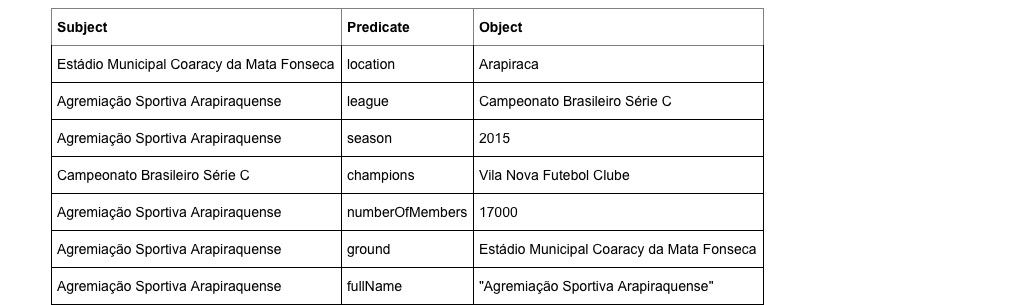 Subject Predicate Object
Estádio Municipal Coaracy da Mata Fonseca location Arapiraca
Agremiação Sportiva Arapiraquense league Campeonato Brasileiro Série C
Agremiação Sportiva Arapiraquense season 2015
Campeonato Brasileiro Série C champions Vila Nova Futebol Clube
Agremiação Sportiva Arapiraquense numberOfMembers 17000
Agremiação Sportiva Arapiraquense ground Estádio Municipal Coaracy da Mata Fonseca
Agremiação Sportiva Arapiraquense fullName "Agremiação Sportiva Arapiraquense"